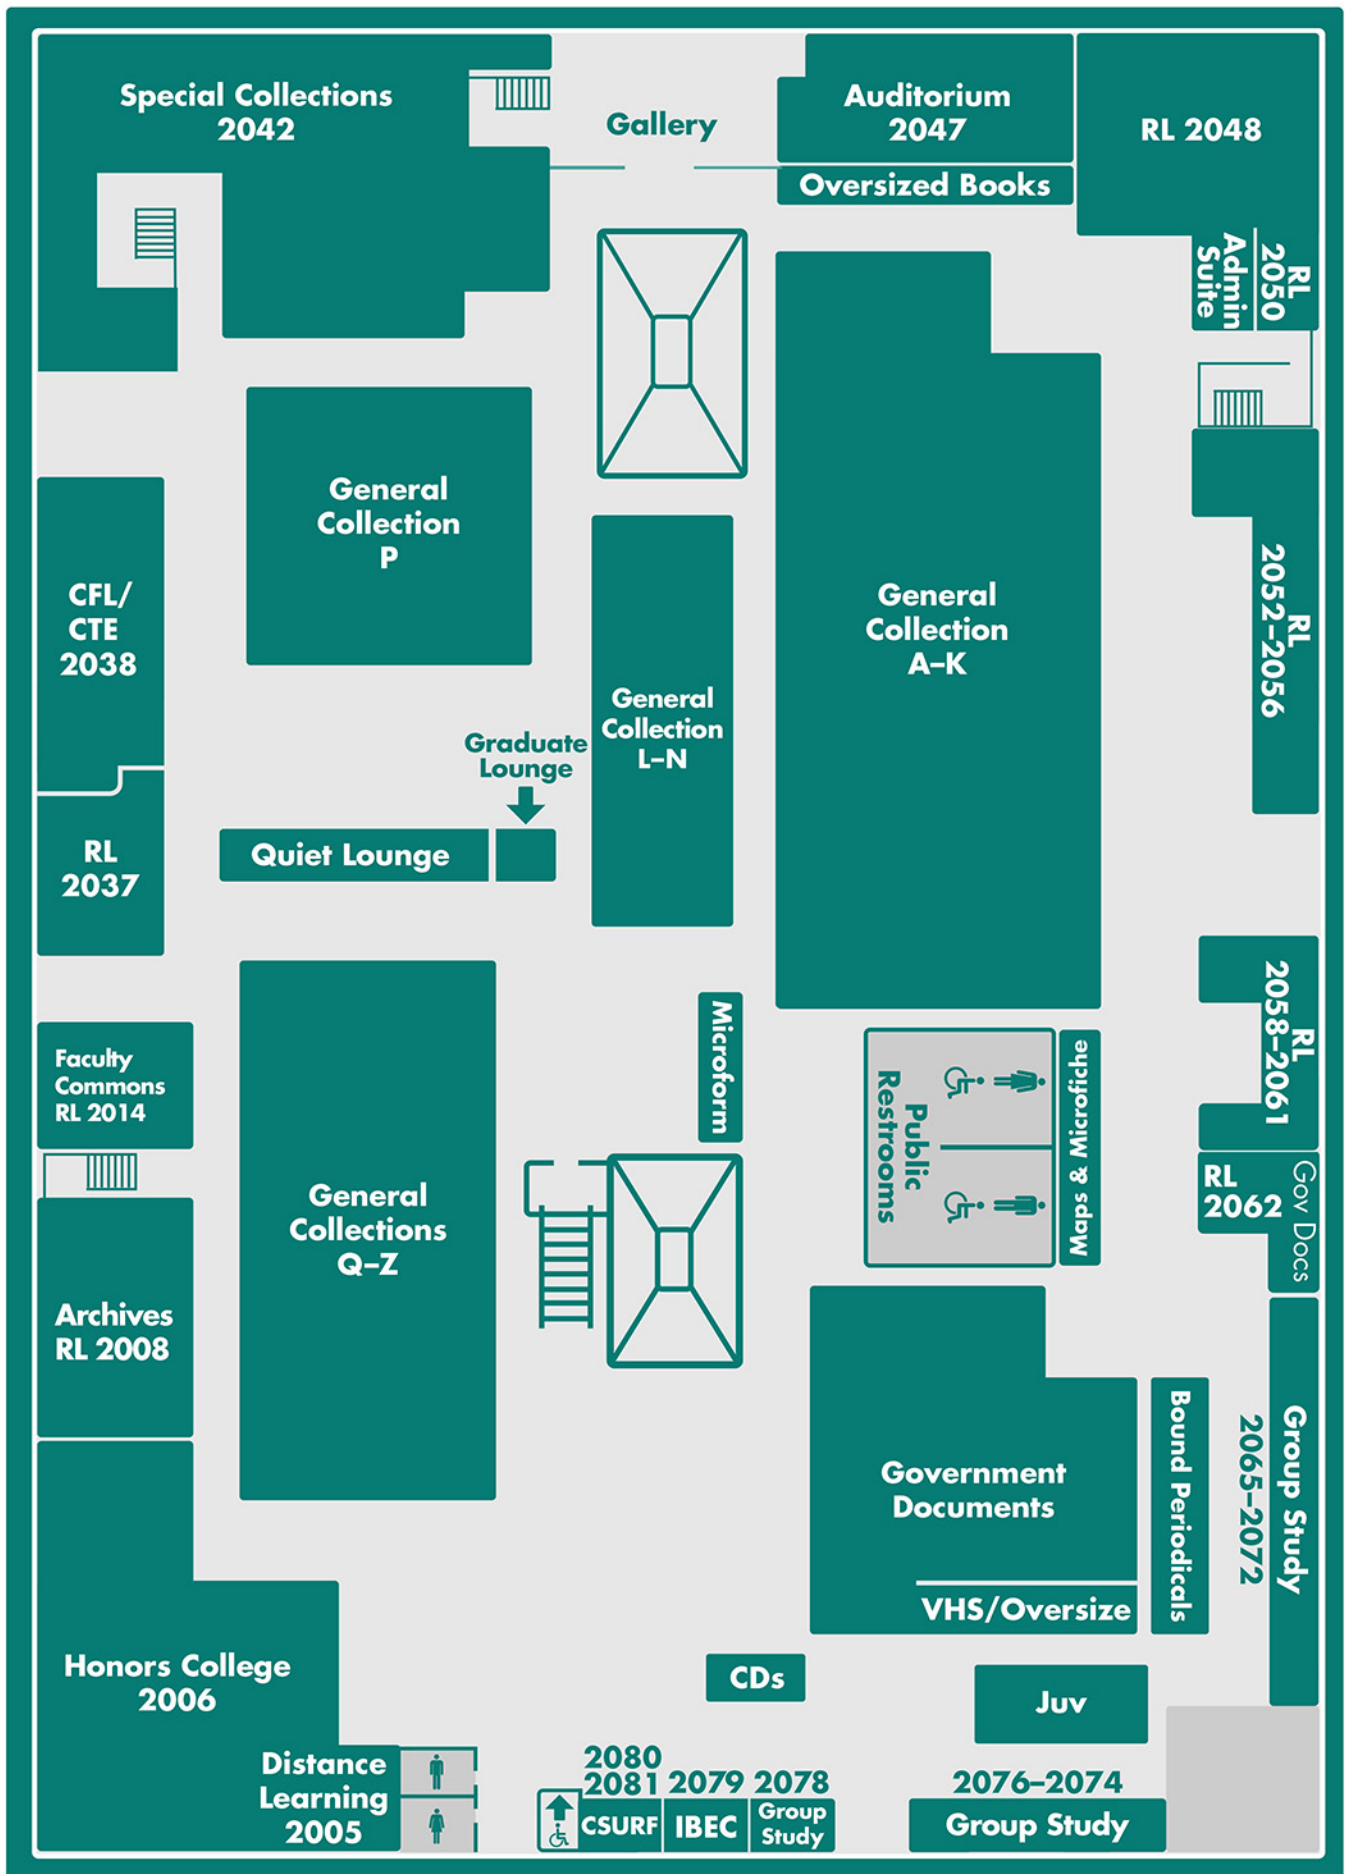 Special Collections
2042
Gallery
Auditorium
2047
Oversized Books
RL 2048
RL
2050
Admin
Suite
General
Collection
P
General
Collection
A–K
RL
2052–2056
CFL/
CTE
2038
General
Collection
L–N
Graduate
Lounge
Quiet Lounge
RL
2037
RL
2058–2061
Microform
Faculty
Commons
RL 2014
Public
Restrooms
Maps & Microfiche
General
Collections
Q–Z
RL
2062
Gov Docs
Archives
RL 2008
Government
Documents
VHS/Oversize
Bound Periodicals
Group Study
2065–2072
Honors College
2006
CDs
Juv
Distance
Learning
2005
2080
2081
CSURF
2079
IBEC
2078
Group
Study
2076–2074
Group Study